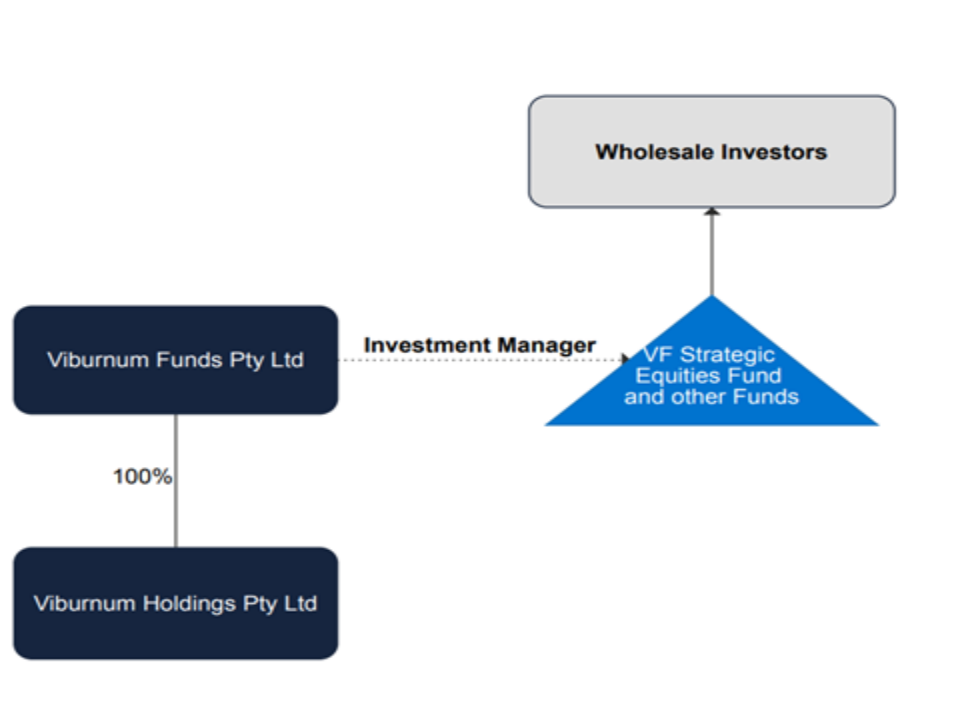 Wholesale Investors
Viburnum Funds Pty Ltd
Investment Manager
VF Strategic
Equities Fund
and other Funds
100%
Viburnum Holdings Pty Ltd